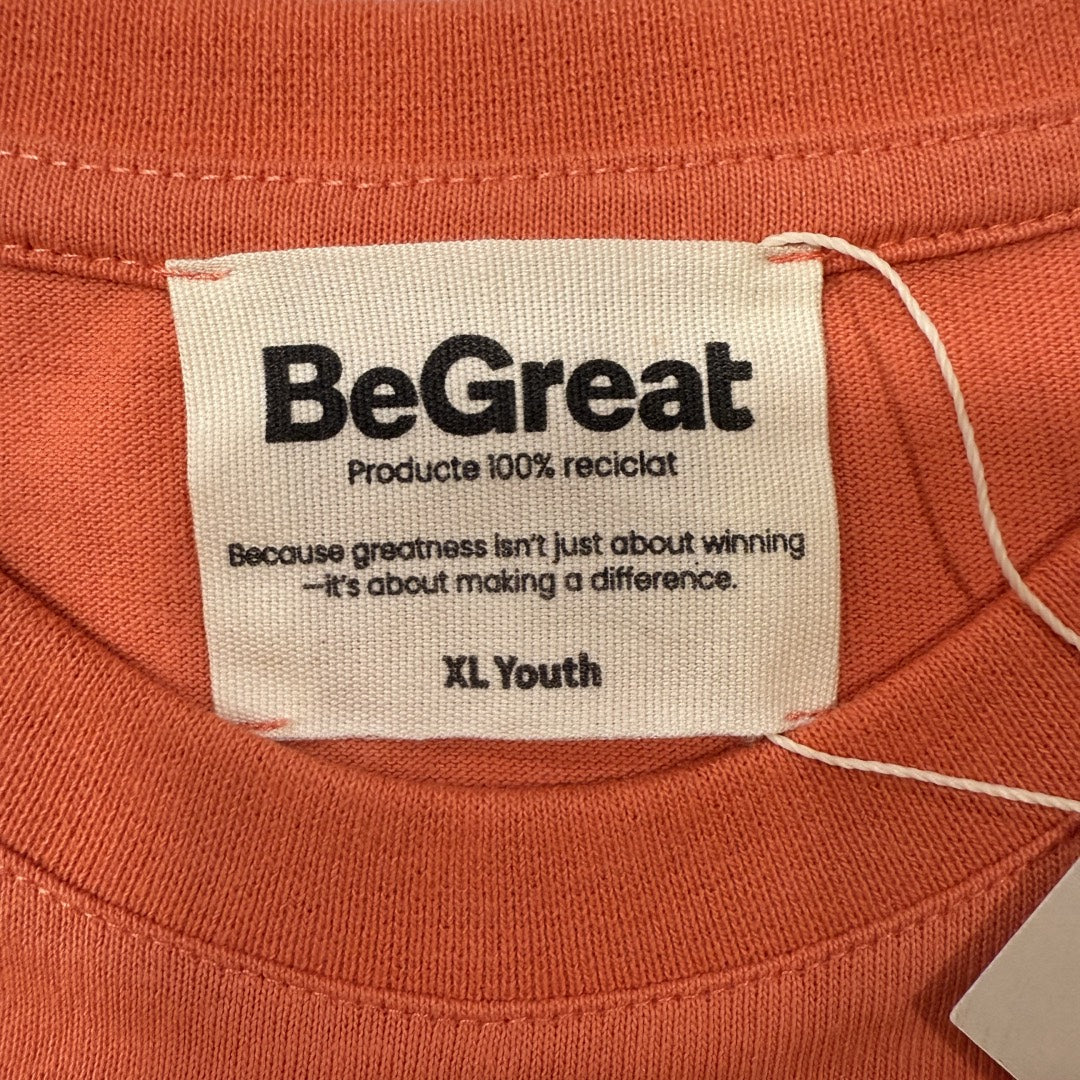 BeGreat
Producte 100% reciclat
Because greatness isn't just about winning
—it's about making a difference.
XL Youth